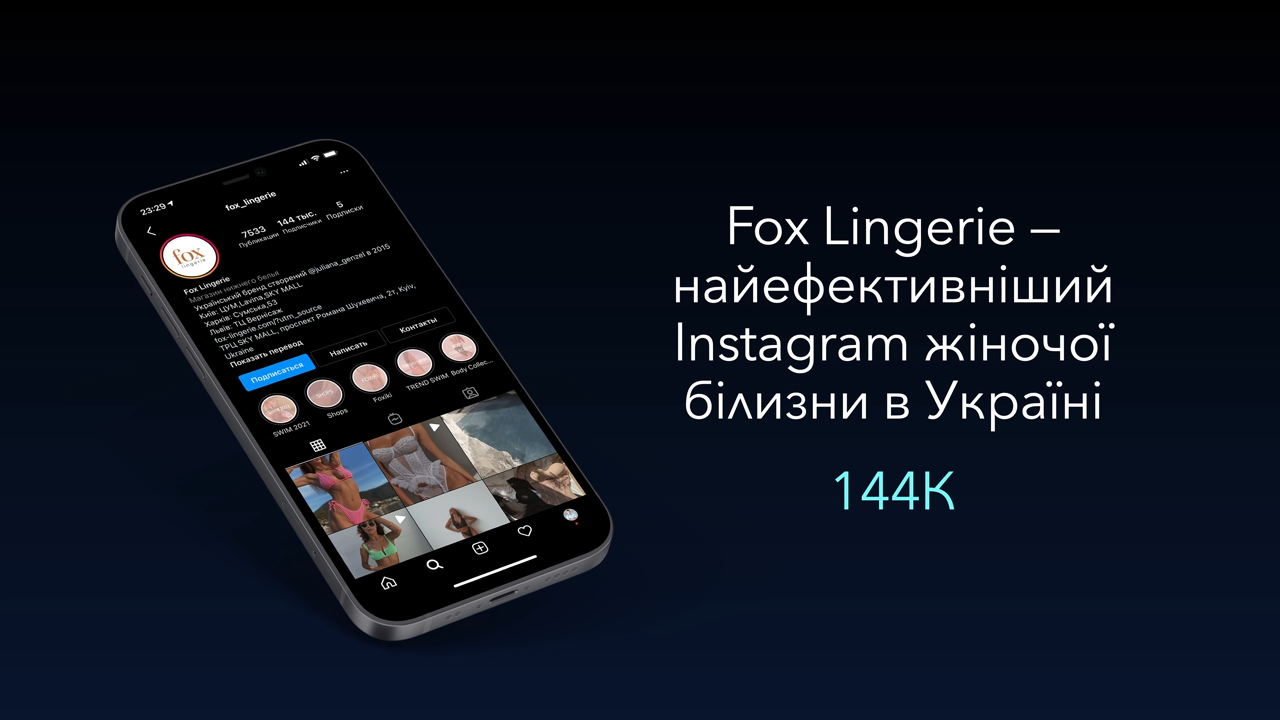 23:29
fox_lingerie
7533 144 тыс. 5
Публикации Подписчики Подписки
fox
lingerie
Fox Lingerie
Магазин нижнего белья
Український бренд створений @juliana_genzel в 2015
Київ: ЦУМ,Lavina,SKY MALL
Харків: Сумська,53
Львів: ТЦ Вернісаж
fox-lingerie.com/?utm_source
ТРЦ SKY MALL, проспект Романа Шухевича, 2т, Kyiv,
Ukraine
Показать перевод
Подписаться Написать Контакты
SWIM 2021 Shops Foxiki TREND SWIM Body Collec...
Fox Lingerie –
найефективніший
Instagram жіночої
білизни в Україні
144К